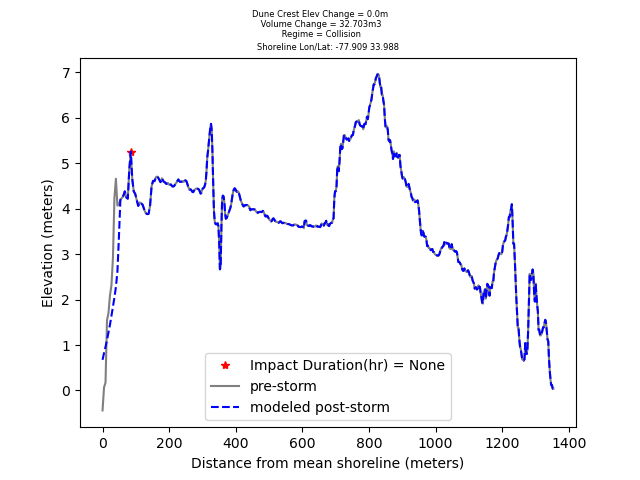 Dune Crest Elev Change = 0.0m
Volume Change = 32.703m3
Regime = Collision
Shoreline Lon/Lat: -77.909 33.988
7
6
5
4
3
2
1
0
Elevation (meters)
Impact Duration(hr) = None
pre-storm
modeled post-storm
0 200 400 600 800 1000 1200 1400
Distance from mean shoreline (meters)